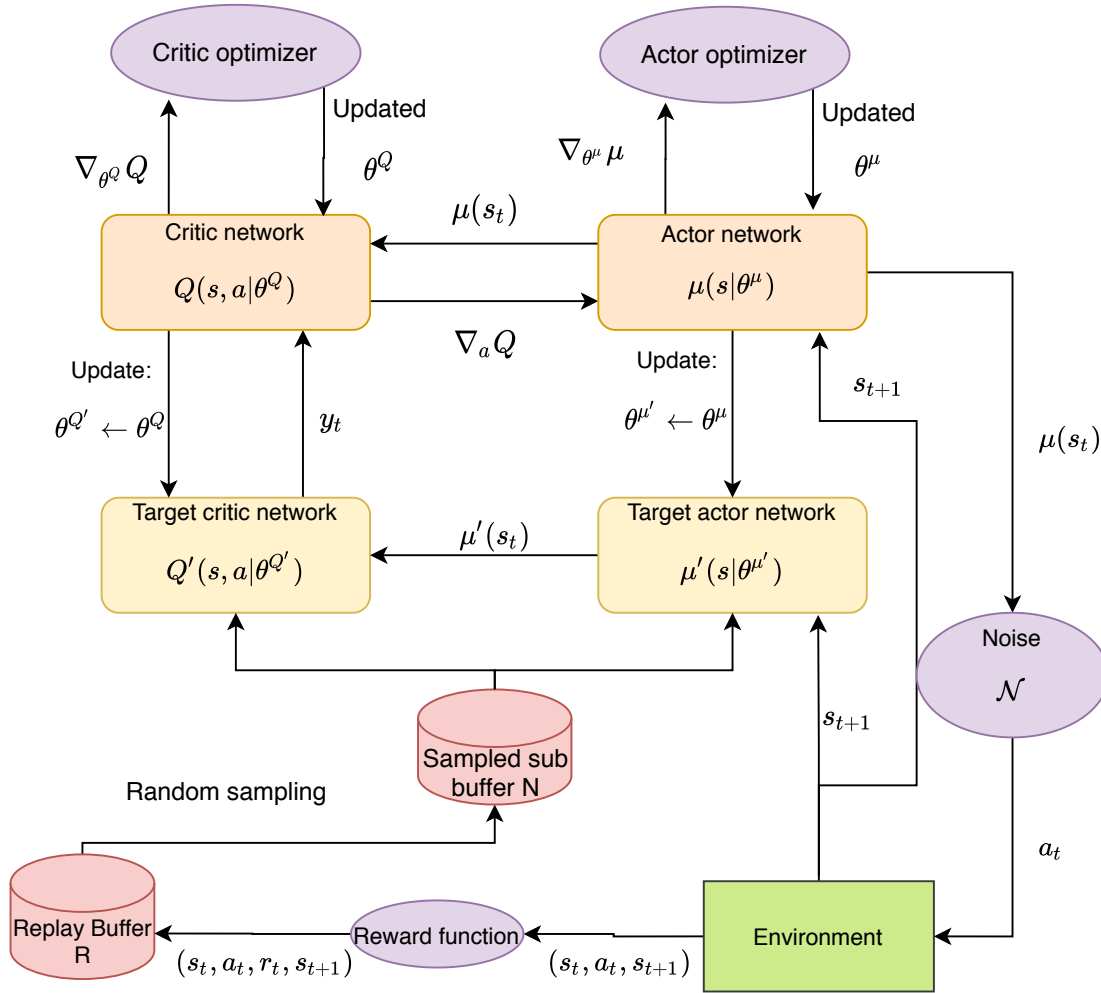 Critic optimizer
Actor optimizer
Updated
Updated
∇_{θ^Q} Q
θ^Q
∇_{θ^μ} μ
θ^μ
μ(s_t)
Critic network
Q(s, a|θ^Q)
Actor network
μ(s|θ^μ)
∇_a Q
Update:
θ^{Q'} ← θ^Q
y_t
Update:
θ^{μ'} ← θ^μ
s_{t+1}
μ(s_t)
Target critic network
Q'(s, a|θ^{Q'})
μ'(s_t)
Target actor network
μ'(s|θ^{μ'})
Noise
𝒩
s_{t+1}
Sampled sub
buffer N
Random sampling
a_t
Replay Buffer
R
(s_t, a_t, r_t, s_{t+1})
Reward function
(s_t, a_t, s_{t+1})
Environment